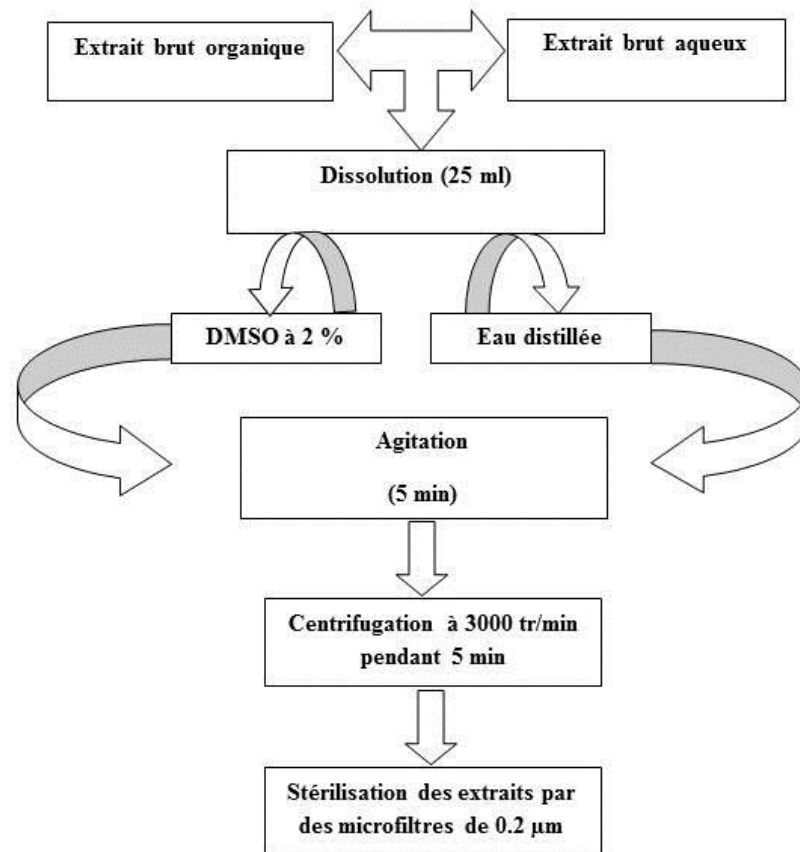 Extrait brut organique
Extrait brut aqueux
Dissolution (25 ml)
DMSO à 2 %
Eau distillée
Agitation
(5 min)
Centrifugation à 3000 tr/min
pendant 5 min
Stérilisation des extraits par
des microfiltres de 0.2 µm